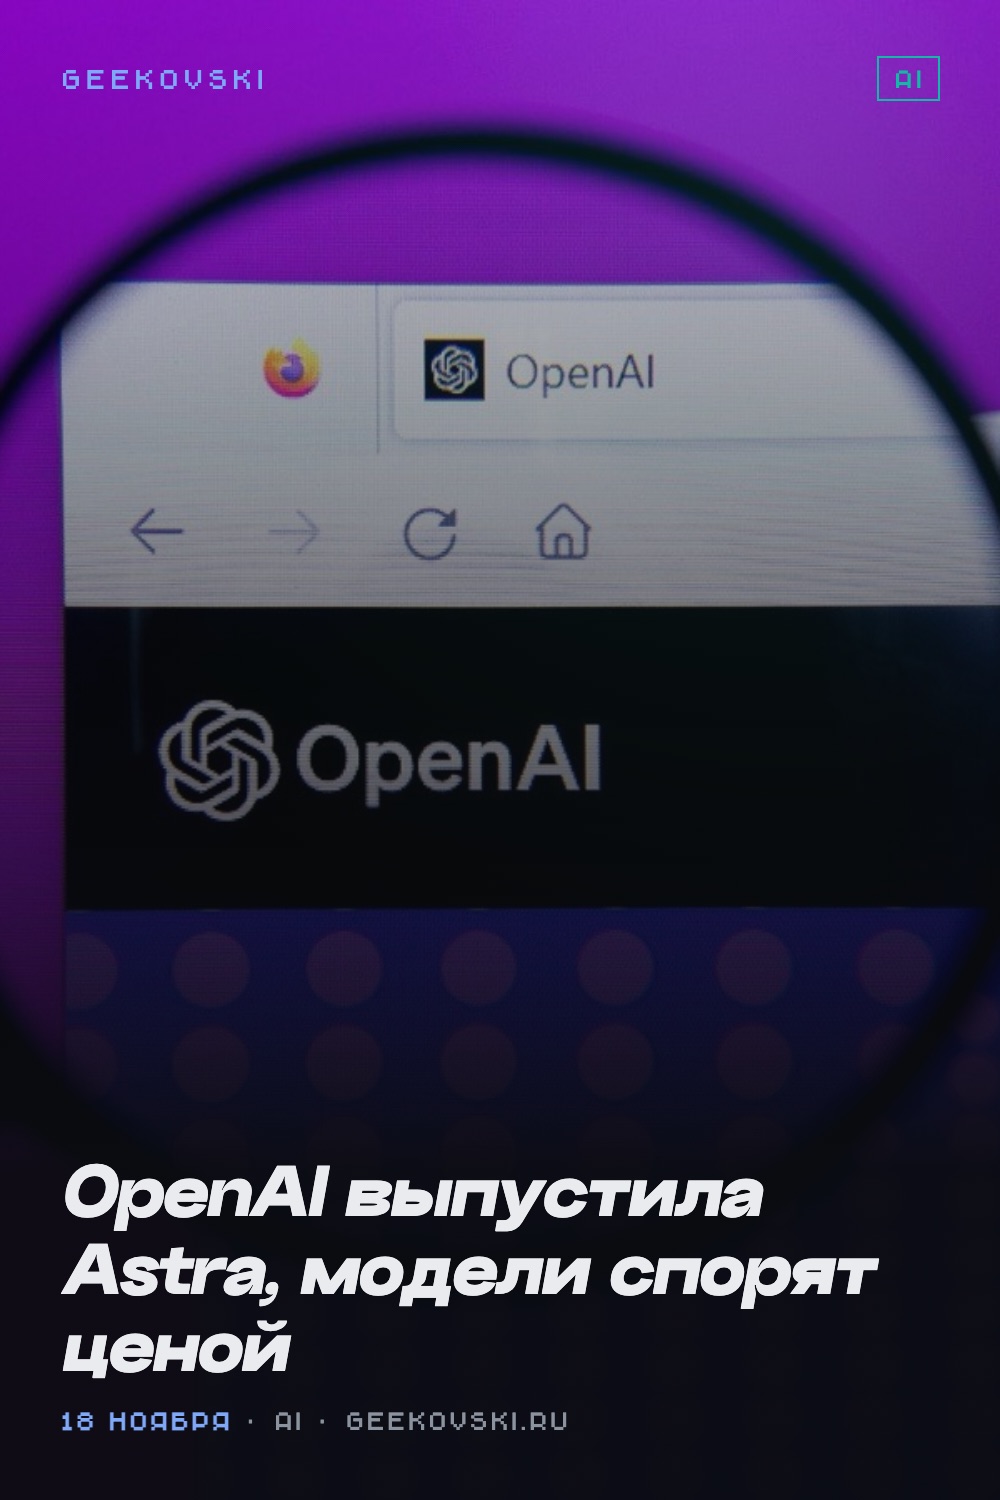 GEEKOVSKI
AI
OpenAI
OpenAI
OpenAI выпустила
Astra, модели спорят
ценой
18 НОЯБРЯ · AI · GEEKOVSKI.RU